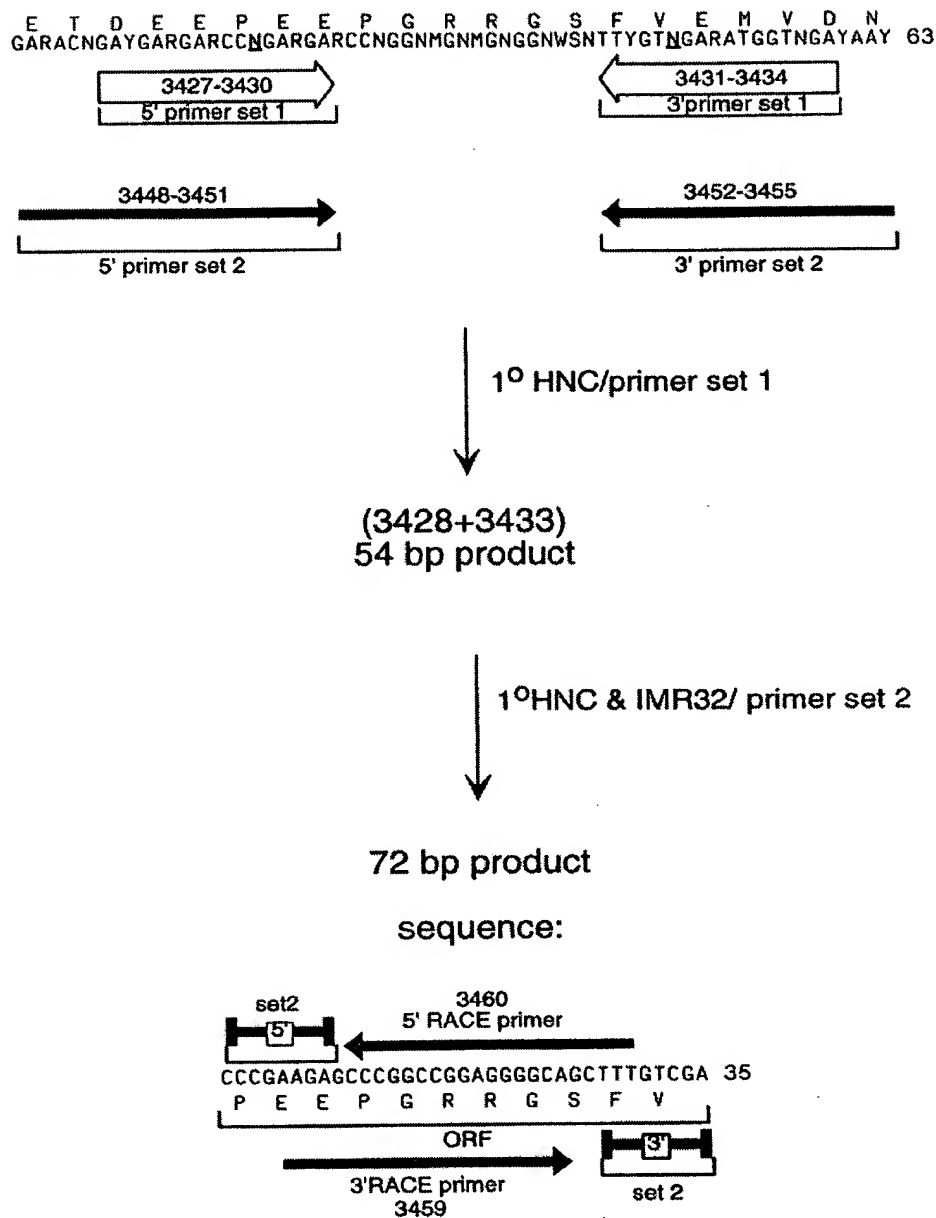 E T D E E P E E P G R R G S F V E M V D N
GARACNGAYGARGARCCNGARGARCCNGGNMGNMGNGGNWSNTTYGTNGARATGGTNGAYAAY 63
3427-3430 3431-3434
5' primer set 1 3'primer set 1
3448-3451 3452-3455
5' primer set 2 3' primer set 2
1º HNC/primer set 1
(3428+3433)
54 bp product
1ºHNC & IMR32/ primer set 2
72 bp product
sequence:
set2 3460
5' 5' RACE primer
CCCGAAGAGCCCGGCCGGAGGGGCAGCTTTGTCGA 35
P E E P G R R G S F V
ORF
3'
3'RACE primer set 2
3459